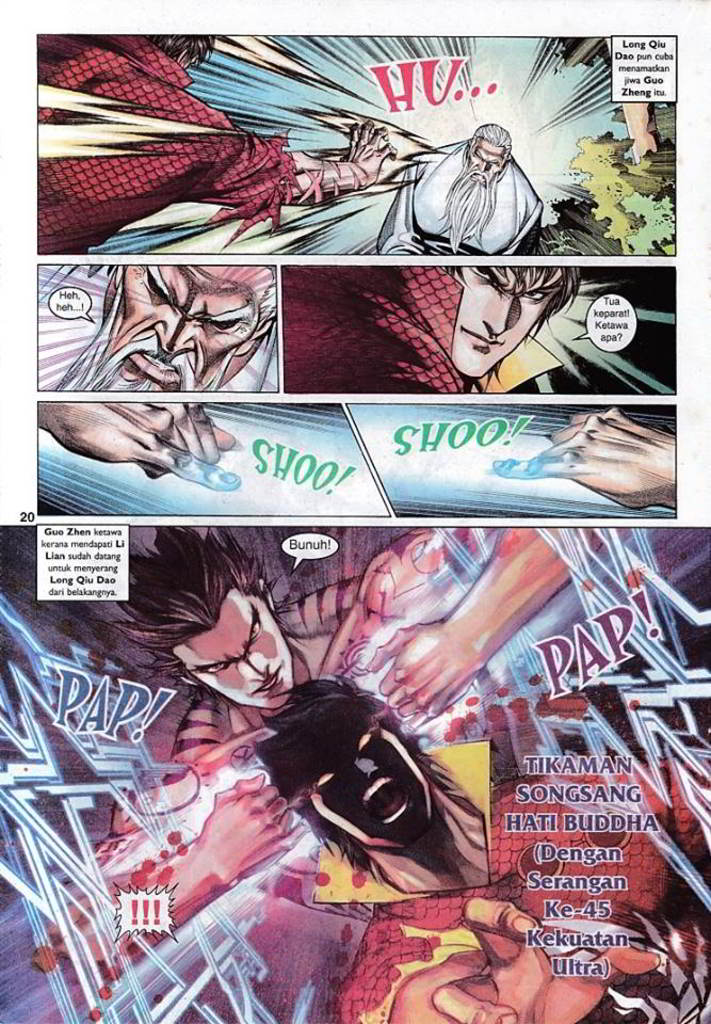 Long Qiu
Dao pun cuba
menamatkan
jiwa Guo
Zheng itu.
HU...
Heh,
heh...!
Tua
keparat!
Ketawa
apa?
SHOO!
SHOO!
20
Guo Zhen ketawa
kerana mendapati Li
Lian sudah datang
untuk menyerang
Long Qiu Dao
dari belakangnya.
Bunuh!
PAP!
PAP!
TIKAMAN
SONGSANG
HATI BUDDHA
(Dengan
Serangan
Ke-45
Kekuatan
Ultra)
!!!